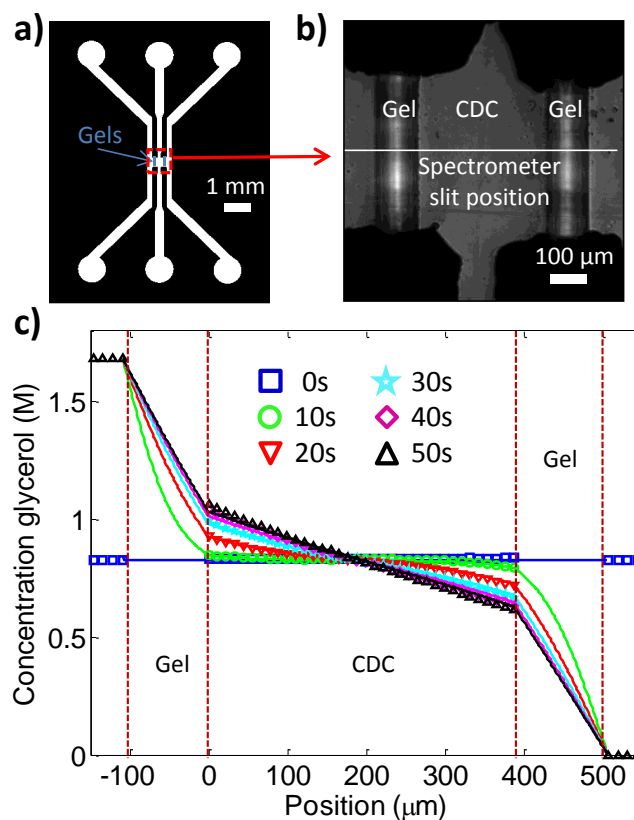 a)
Gels
1 mm
b)
Gel CDC Gel
Spectrometer
slit position
100 µm
c)
Concentration glycerol (M)
1.5
1
0.5
0
0s 30s
10s 40s
20s 50s
Gel
Gel CDC
-100 0 100 200 300 400 500
Position (µm)